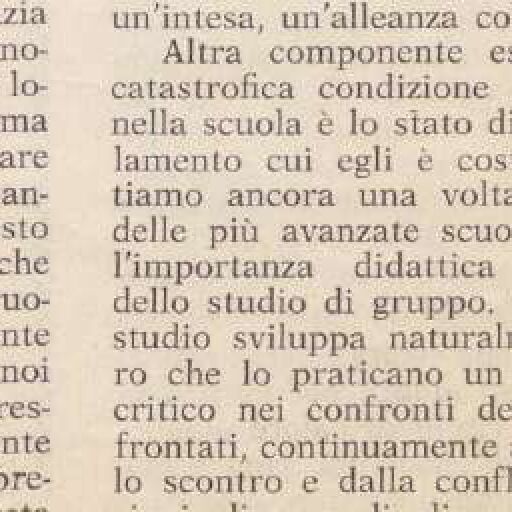 zia
no-
lo-
ma
are
an-
sto
che
uo-
nte
noi
res-
nte
pre-
un'intesa, un'alleanza co
Altra componente es
catastrofica condizione
nella scuola è lo stato di
lamento cui egli è cos
tiamo ancora una volta
delle più avanzate scuo
l'importanza didattica
dello studio di gruppo.
studio sviluppa natural
ro che lo praticano un
critico nei confronti de
frontati, continuamente
lo scontro e dalla confl